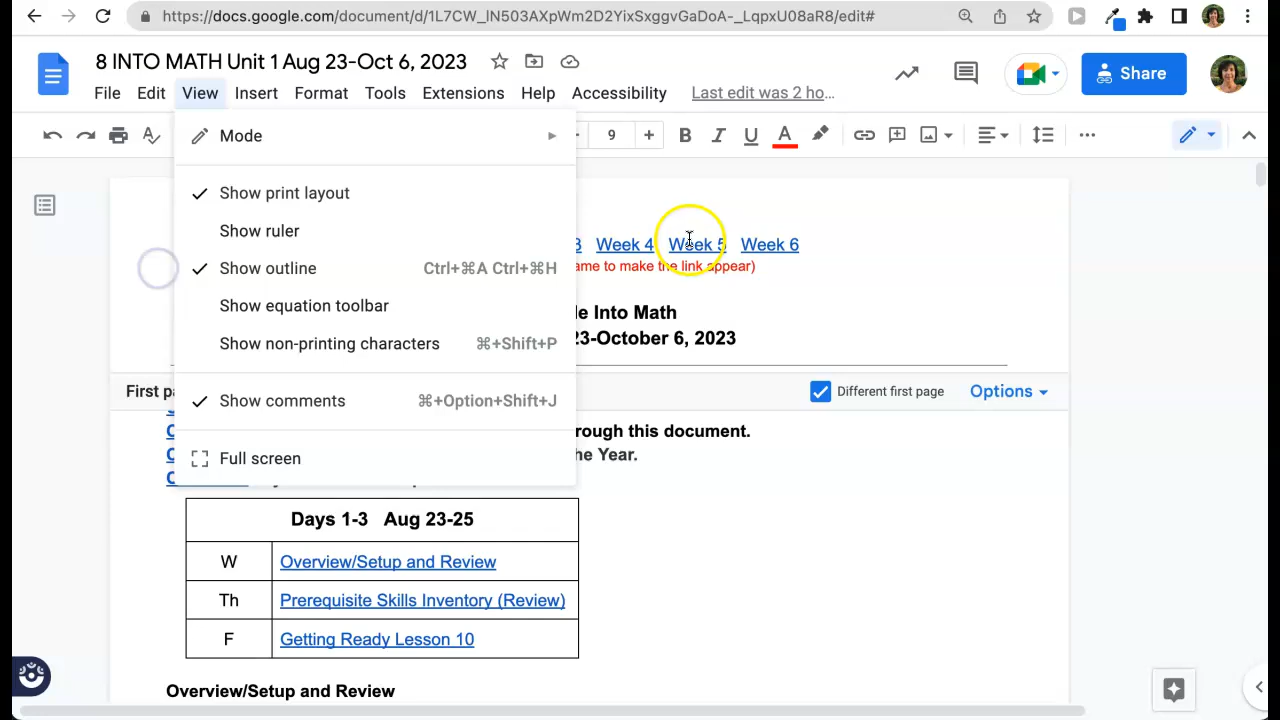 https://docs.google.com/document/d/1L7CW_lN503AXpWm2D2YixSxggvGaDoA-_LqpxU08aR8/edit#
8 INTO MATH Unit 1 Aug 23-Oct 6, 2023
Share
File Edit View Insert Format Tools Extensions Help Accessibility Last edit was 2 ho…
9 + B I U A
Mode
Show print layout
Show ruler
Show outline Ctrl+⌘A Ctrl+⌘H
Show equation toolbar
Show non-printing characters ⌘+Shift+P
Show comments ⌘+Option+Shift+J
Full screen
3 Week 4 Week 5 Week 6
ame to make the link appear)
le Into Math
23-October 6, 2023
First pa Different first page Options
rough this document.
he Year.
Days 1-3 Aug 23-25
W Overview/Setup and Review
Th Prerequisite Skills Inventory (Review)
F Getting Ready Lesson 10
Overview/Setup and Review